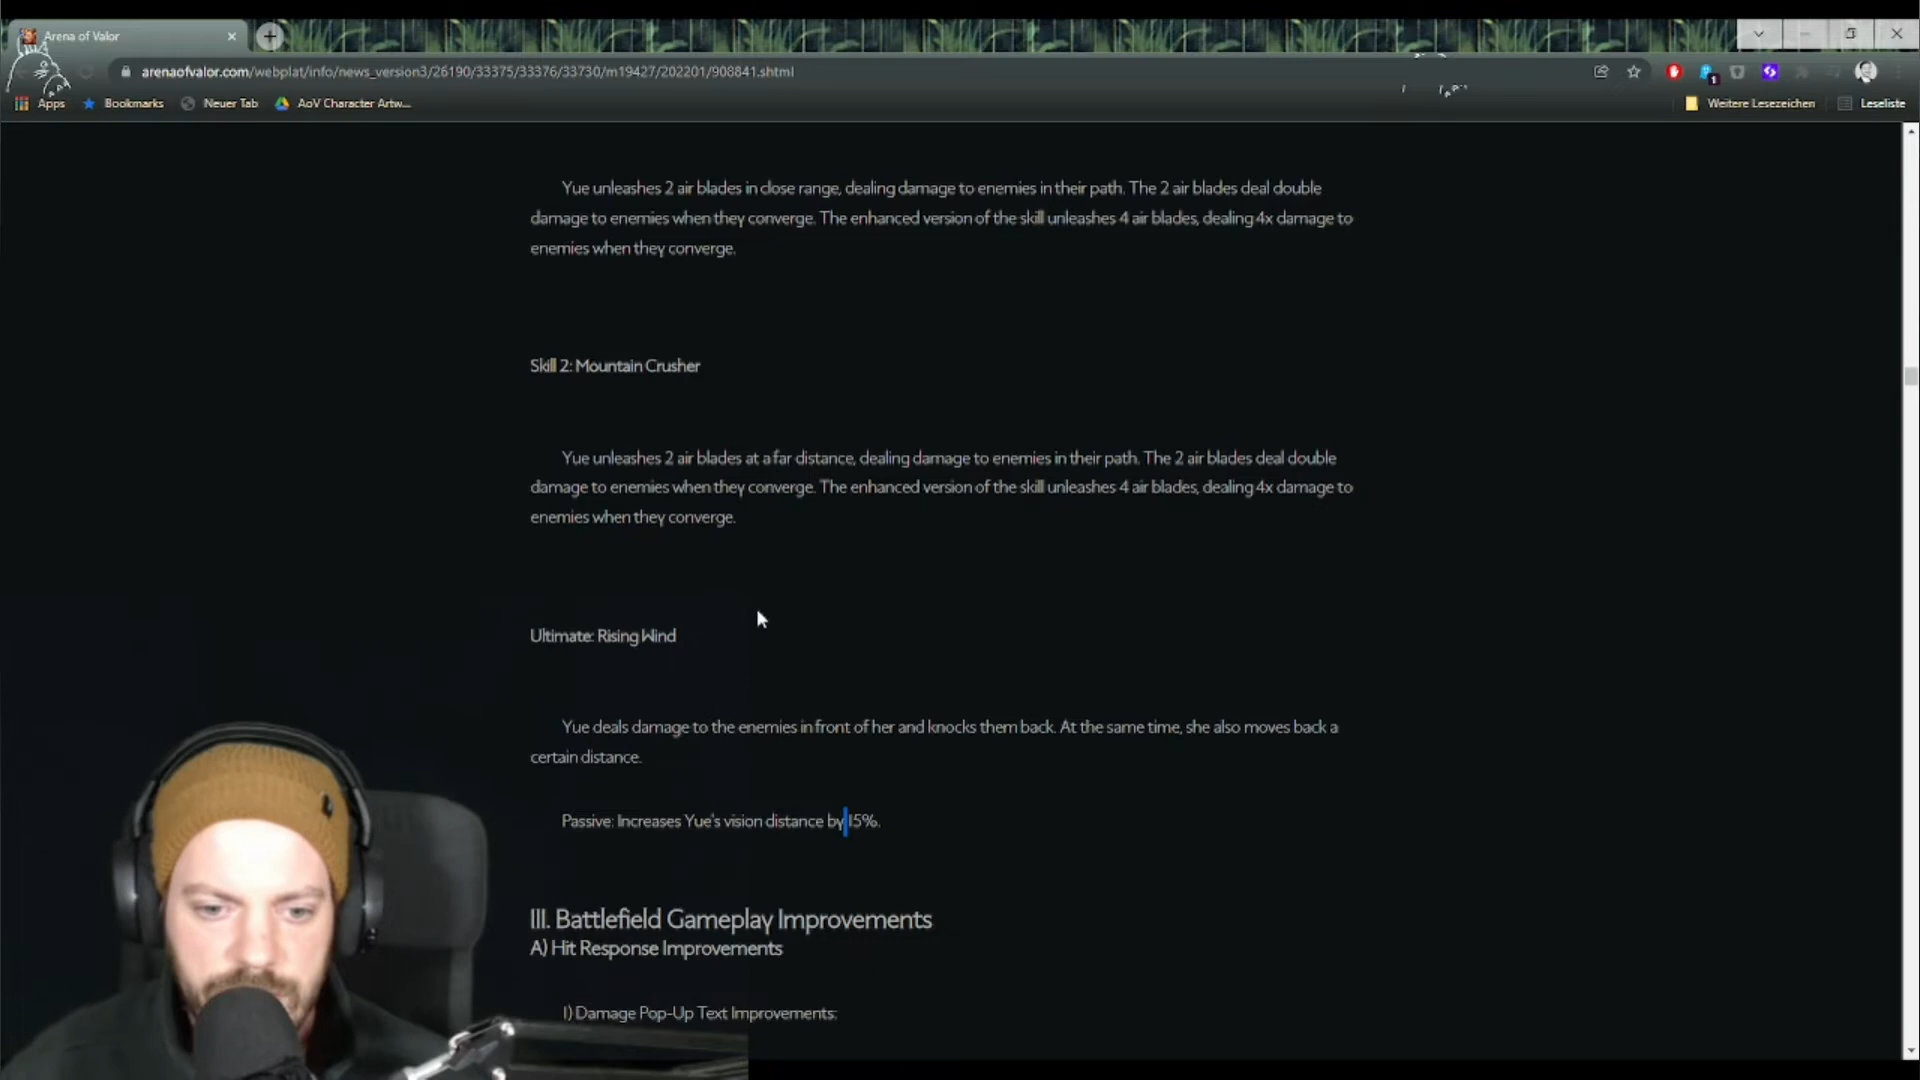 Arena of Valor
arenaofvalor.com/webplat/info/news_version3/26190/33375/33376/33730/m19427/202201/908841.shtml
1
Apps
Bookmarks
Neuer Tab
AoV Character Artw...
Weitere Lesezeichen
Leseliste
Yue unleashes 2 air blades in close range, dealing damage to enemies in their path. The 2 air blades deal double
damage to enemies when they converge. The enhanced version of the skill unleashes 4 air blades, dealing 4x damage to
enemies when they converge.
Skill 2: Mountain Crusher
Yue unleashes 2 air blades at a far distance, dealing damage to enemies in their path. The 2 air blades deal double
damage to enemies when they converge. The enhanced version of the skill unleashes 4 air blades, dealing 4x damage to
enemies when they converge.
Ultimate: Rising Wind
Yue deals damage to the enemies in front of her and knocks them back. At the same time, she also moves back a
certain distance.
Passive: Increases Yue's vision distance by 15%.
III. Battlefield Gameplay Improvements
A) Hit Response Improvements
1) Damage Pop-Up Text Improvements: